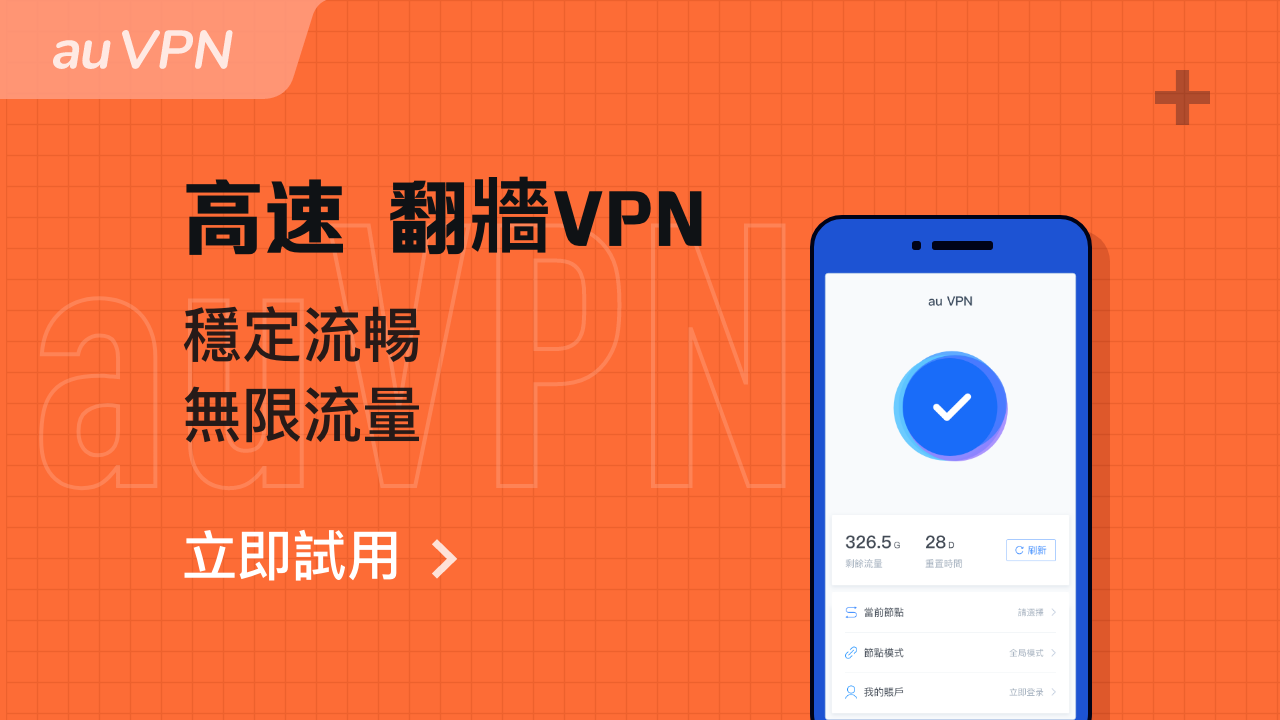 au VPN
高速 翻牆VPN
穩定流暢
無限流量
立即試用
auVPN
au VPN
326.5 G
28 D
刷新
剩餘流量
重置時間
當前節點
請選擇
節點模式
全局模式
我的賬戶
立即登录